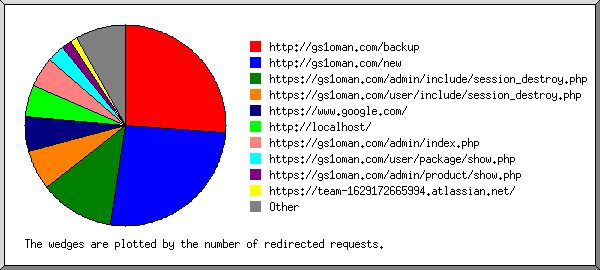 http://gs1oman.com/backup
http://gs1oman.com/new
https://gs1oman.com/admin/include/session_destroy.php
https://gs1oman.com/user/include/session_destroy.php
https://www.google.com/
http://localhost/
https://gs1oman.com/admin/index.php
https://gs1oman.com/user/package/show.php
https://gs1oman.com/admin/product/show.php
https://team-1629172665994.atlassian.net/
Other
The wedges are plotted by the number of redirected requests.